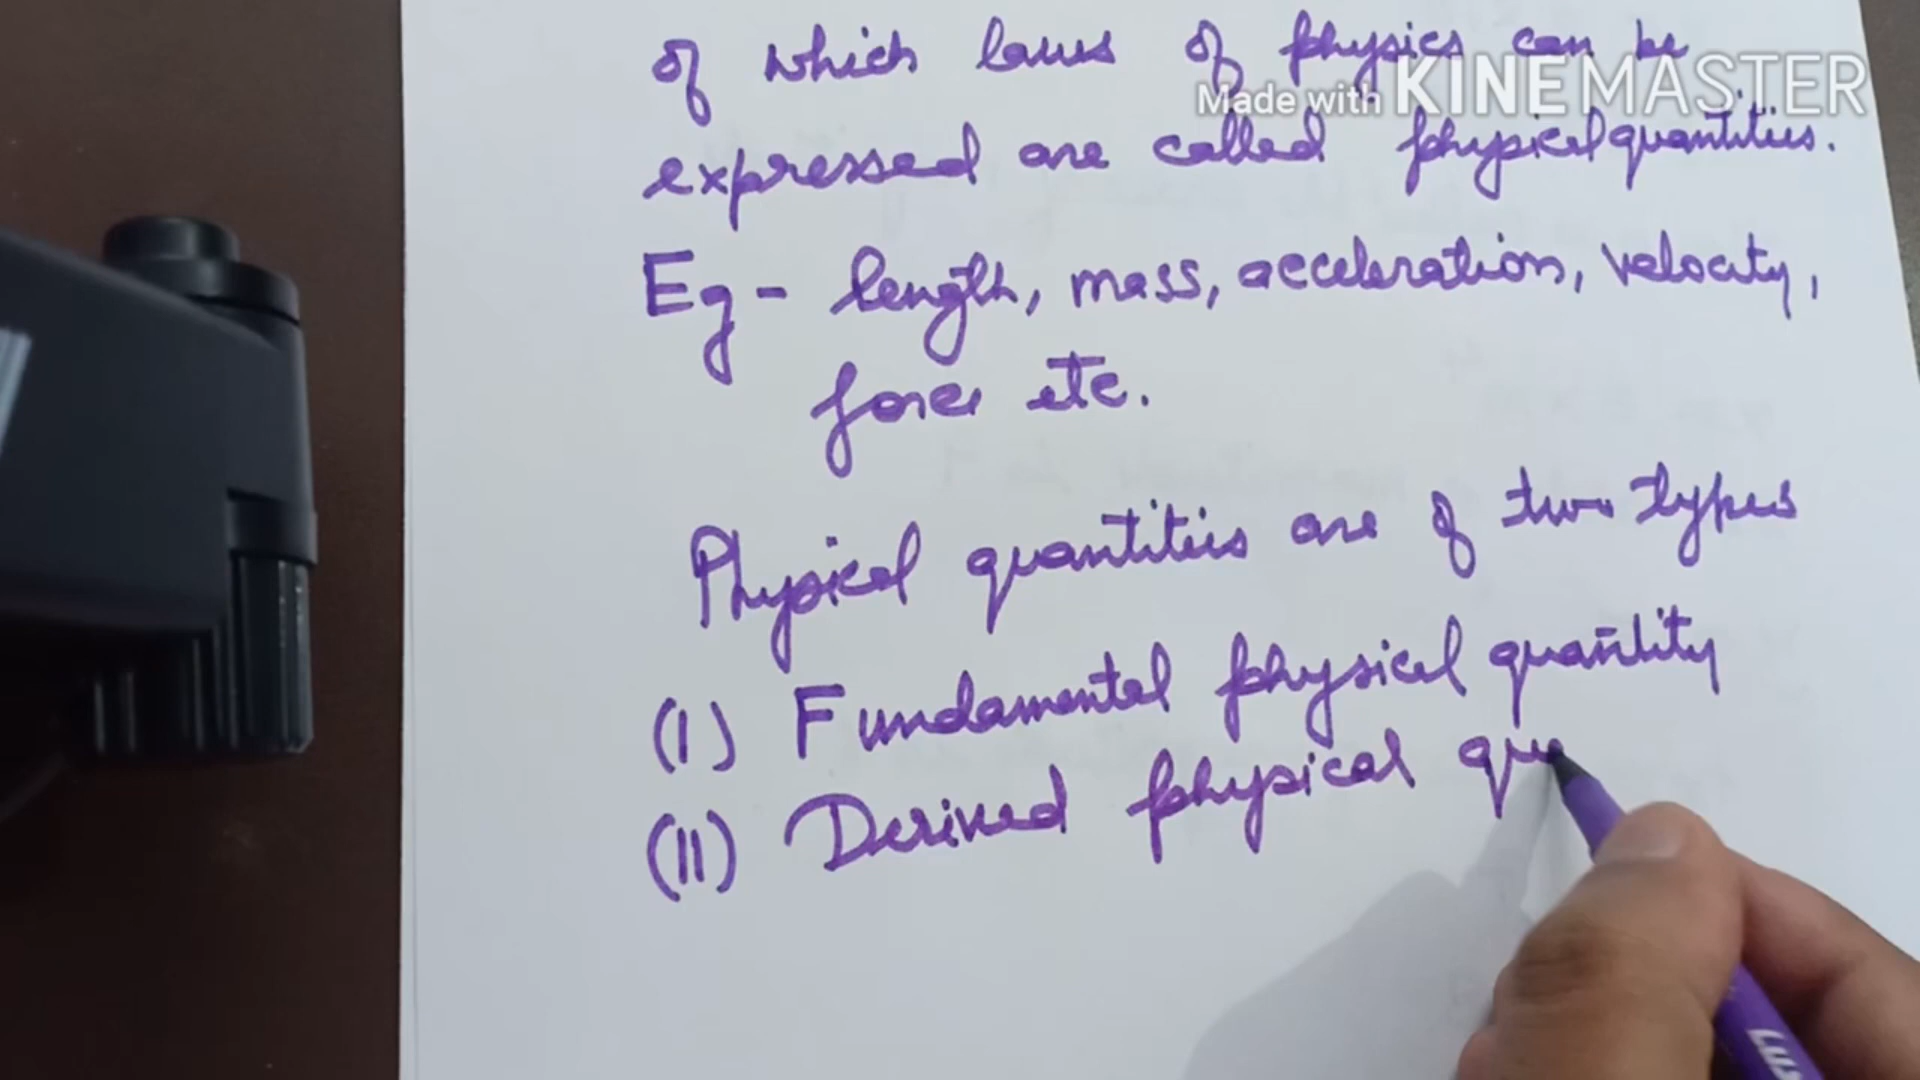 of which laws of physics can be
Made with KINEMASTER
expressed are called physical quantities.
Eg - length, mass, acceleration, velocity,
force etc.
Physical quantities are of two types
(I) Fundamental physical quantity
(II) Derived physical qua